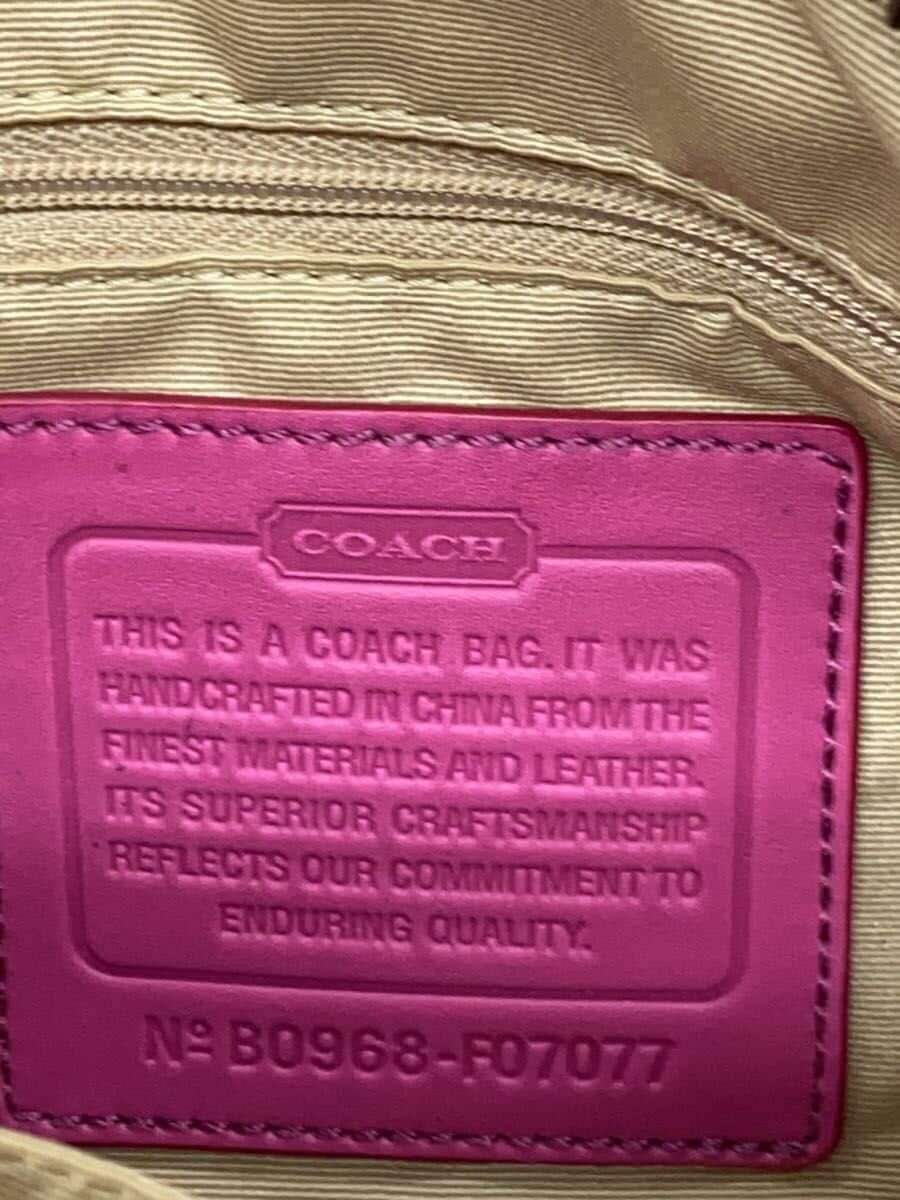 COACH
THIS IS A COACH BAG. IT WAS
HANDCRAFTED IN CHINA FROM THE
FINEST MATERIALS AND LEATHER.
ITS SUPERIOR CRAFTSMANSHIP
REFLECTS OUR COMMITMENT TO
ENDURING QUALITY.
Nº B0968-F07077